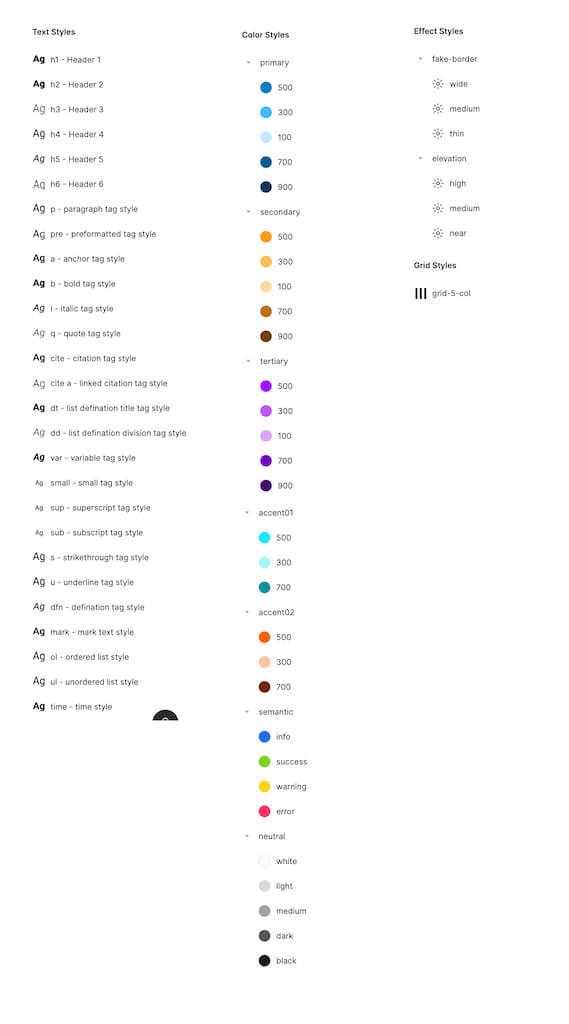 Text Styles
Ag h1 - Header 1
Ag h2 - Header 2
Ag h3 - Header 3
Ag h4 - Header 4
Ag h5 - Header 5
Ag h6 - Header 6
Ag p - paragraph tag style
Ag pre - preformatted tag style
Ag a - anchor tag style
Ag b - bold tag style
Ag i - italic tag style
Ag q - quote tag style
Ag cite - citation tag style
Ag cite a - linked citation tag style
Ag dt - list defination title tag style
Ag dd - list defination division tag style
Ag var - variable tag style
Ag small - small tag style
Ag sup - superscript tag style
Ag sub - subscript tag style
Ag s - strikethrough tag style
Ag u - underline tag style
Ag dfn - defination tag style
Ag mark - mark text style
Ag ol - ordered list style
Ag ul - unordered list style
Ag time - time style
Color Styles
primary
500
300
100
700
900
secondary
500
300
100
700
900
tertiary
500
300
100
700
900
accent01
500
300
700
accent02
500
300
700
semantic
info
success
warning
error
neutral
white
light
medium
dark
black
Effect Styles
fake-border
wide
medium
thin
elevation
high
medium
near
Grid Styles
grid-5-col